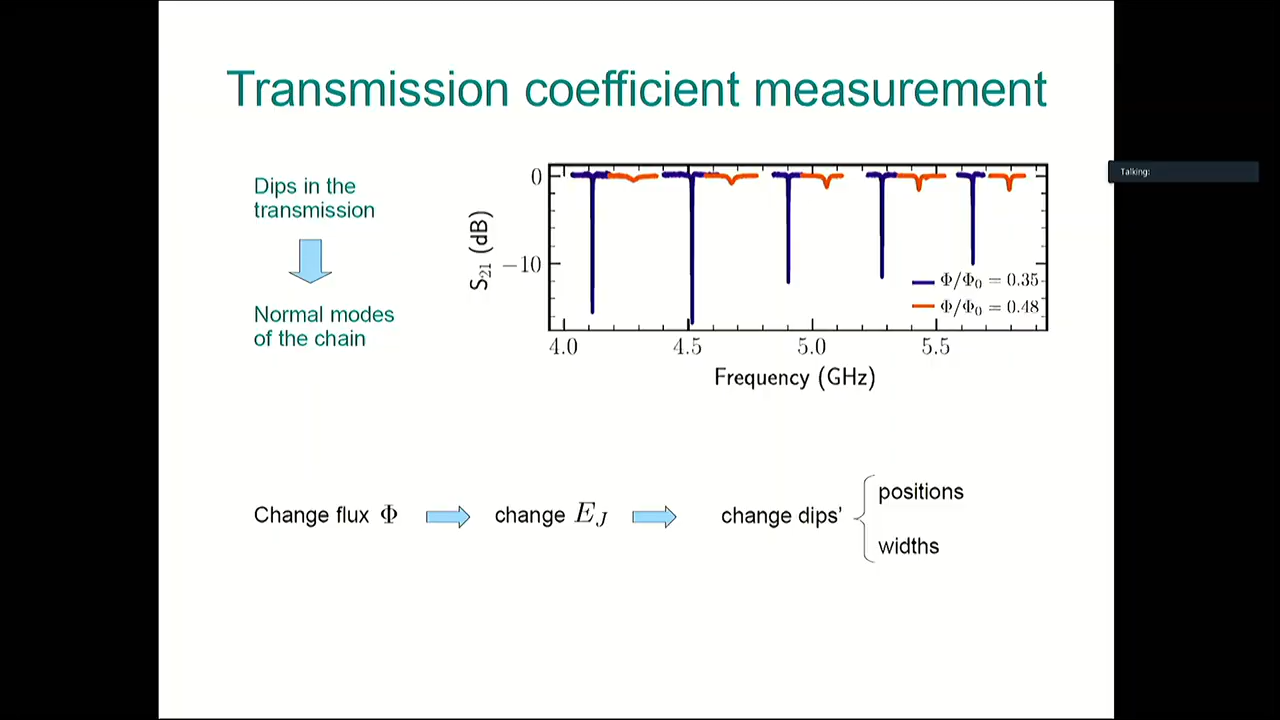 Transmission coefficient measurement
Dips in the
transmission
Normal modes
of the chain
0
−10
S21 (dB)
Φ/Φ0 = 0.35
Φ/Φ0 = 0.48
4.0 4.5 5.0 5.5
Frequency (GHz)
Talking:
Change flux Φ
change EJ
change dips'
positions
widths